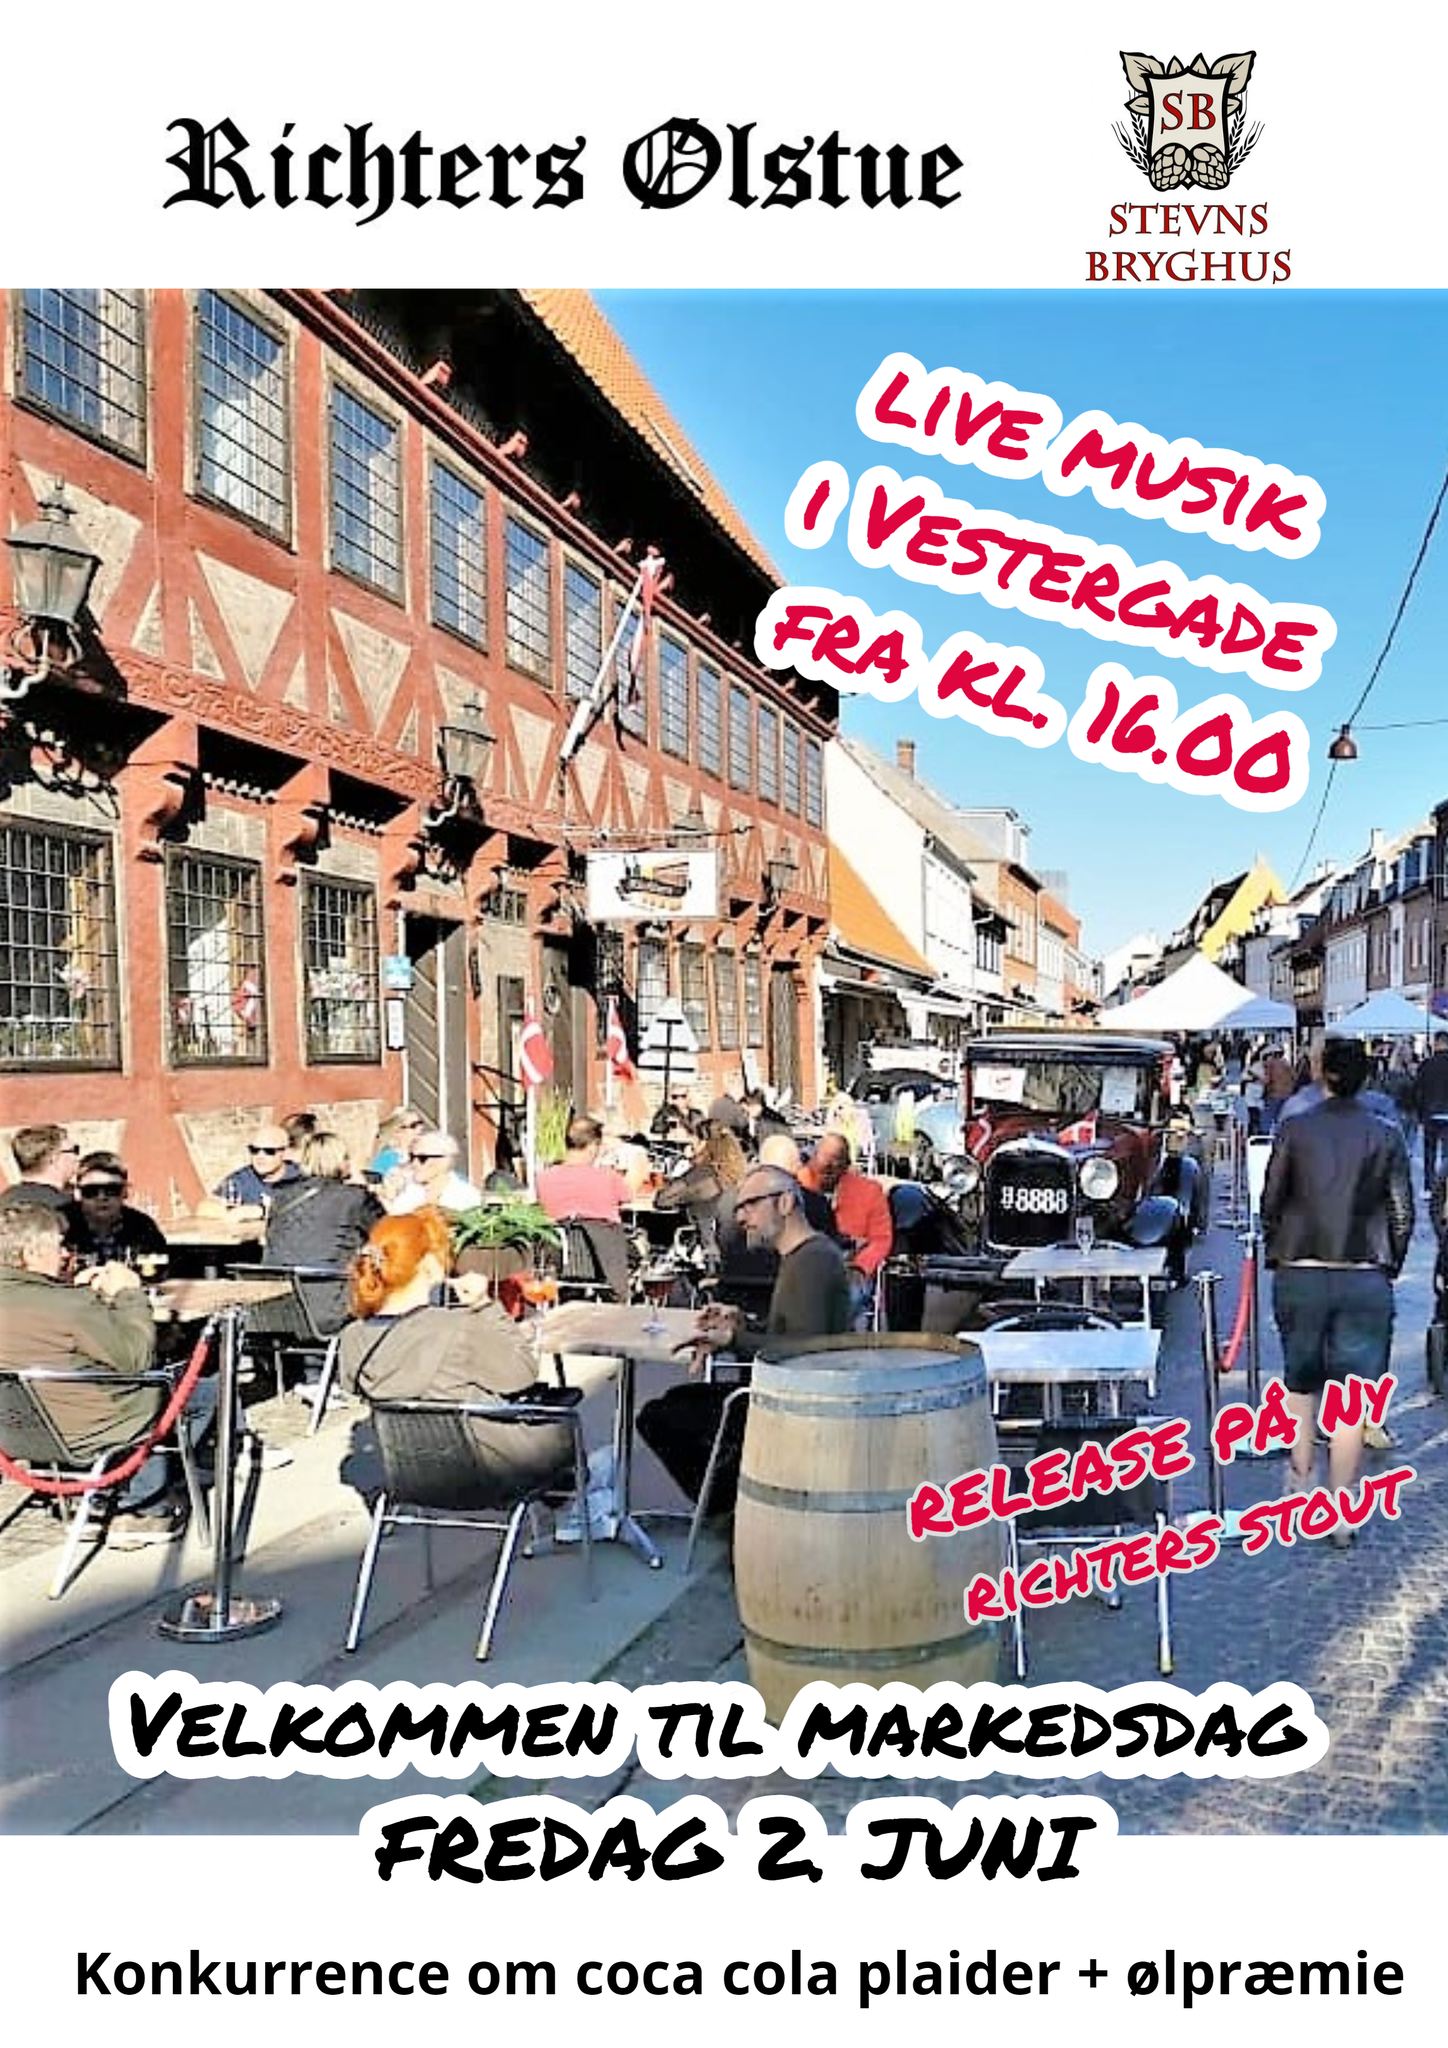 Richters Ølstue
SB
STEVNS
BRYGHUS
LIVE MUSIK
I VESTERGADE
FRA KL. 16.00
H8888
RELEASE PÅ NY
RICHTERS STOUT
VELKOMMEN TIL MARKEDSDAG
FREDAG 2. JUNI
Konkurrence om coca cola plaider + ølpræmie